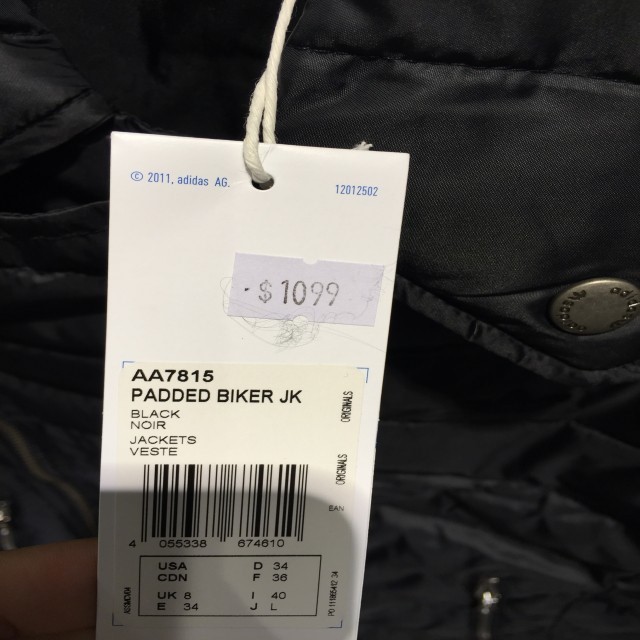 © 2011, adidas AG.
12012502
$1099
AA7815
PADDED BIKER JK
BLACK
NOIR
JACKETS
VESTE
ORIGINALS
ORIGINALS
EAN
4 055338 674610
USA D 34
CDN F 36
UK 8 I 40
E 34 J L
adidas